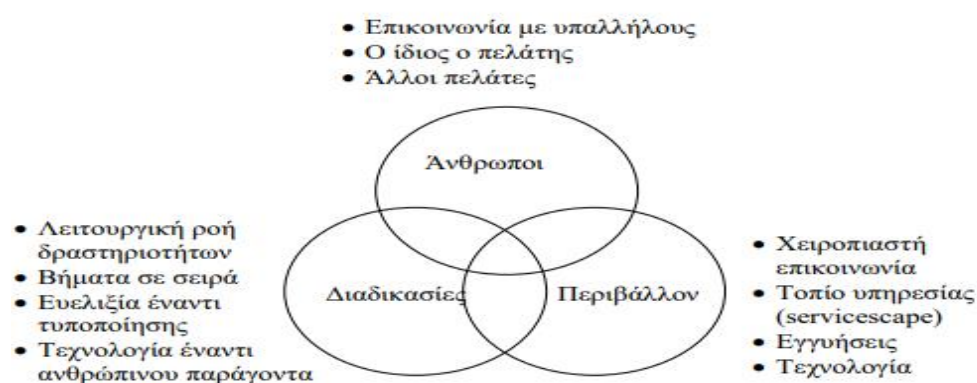 • Επικοινωνία με υπαλλήλους
• Ο ίδιος ο πελάτης
• Άλλοι πελάτες
Άνθρωποι
• Λειτουργική ροή
δραστηριοτήτων
• Βήματα σε σειρά
• Ευελιξία έναντι
τυποποίησης
• Τεχνολογία έναντι
ανθρώπινου παράγοντα
Διαδικασίες
Περιβάλλον
• Χειροπιαστή
επικοινωνία
• Τοπίο υπηρεσίας
(servicescape)
• Εγγυήσεις
• Τεχνολογία